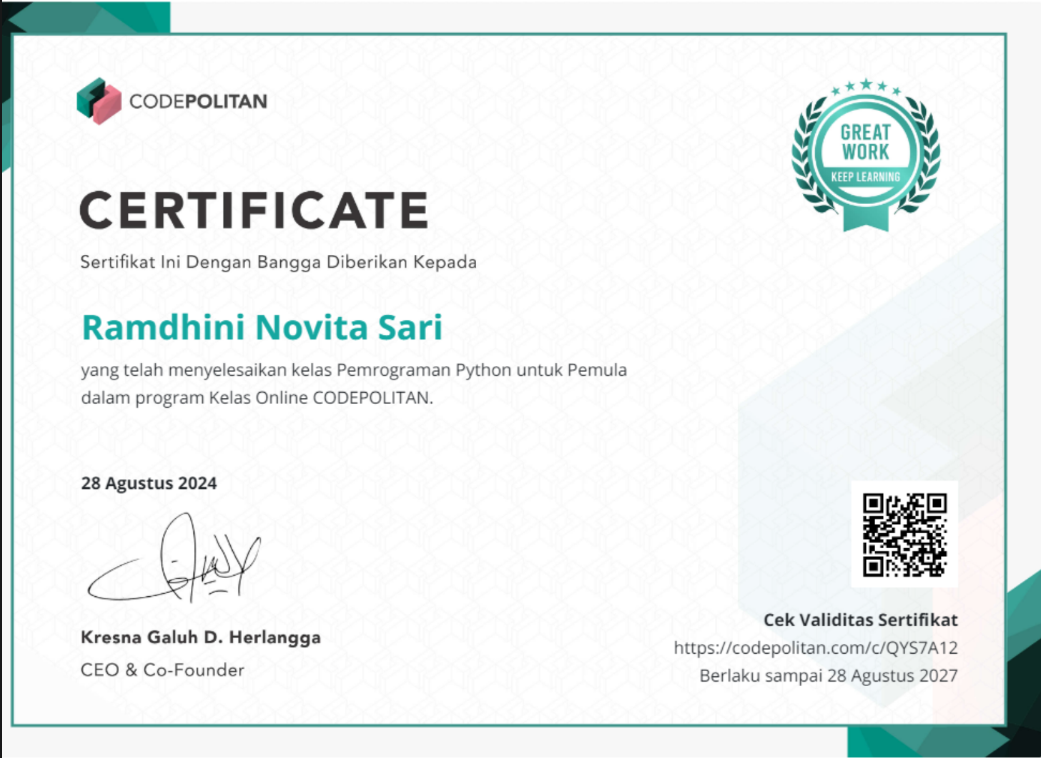 CODEPOLITAN
GREAT
WORK
KEEP LEARNING
CERTIFICATE
Sertifikat Ini Dengan Bangga Diberikan Kepada
Ramdhini Novita Sari
yang telah menyelesaikan kelas Pemrograman Python untuk Pemula
dalam program Kelas Online CODEPOLITAN.
28 Agustus 2024
Kresna Galuh D. Herlangga
CEO & Co-Founder
Cek Validitas Sertifikat
https://codepolitan.com/c/QYS7A12
Berlaku sampai 28 Agustus 2027